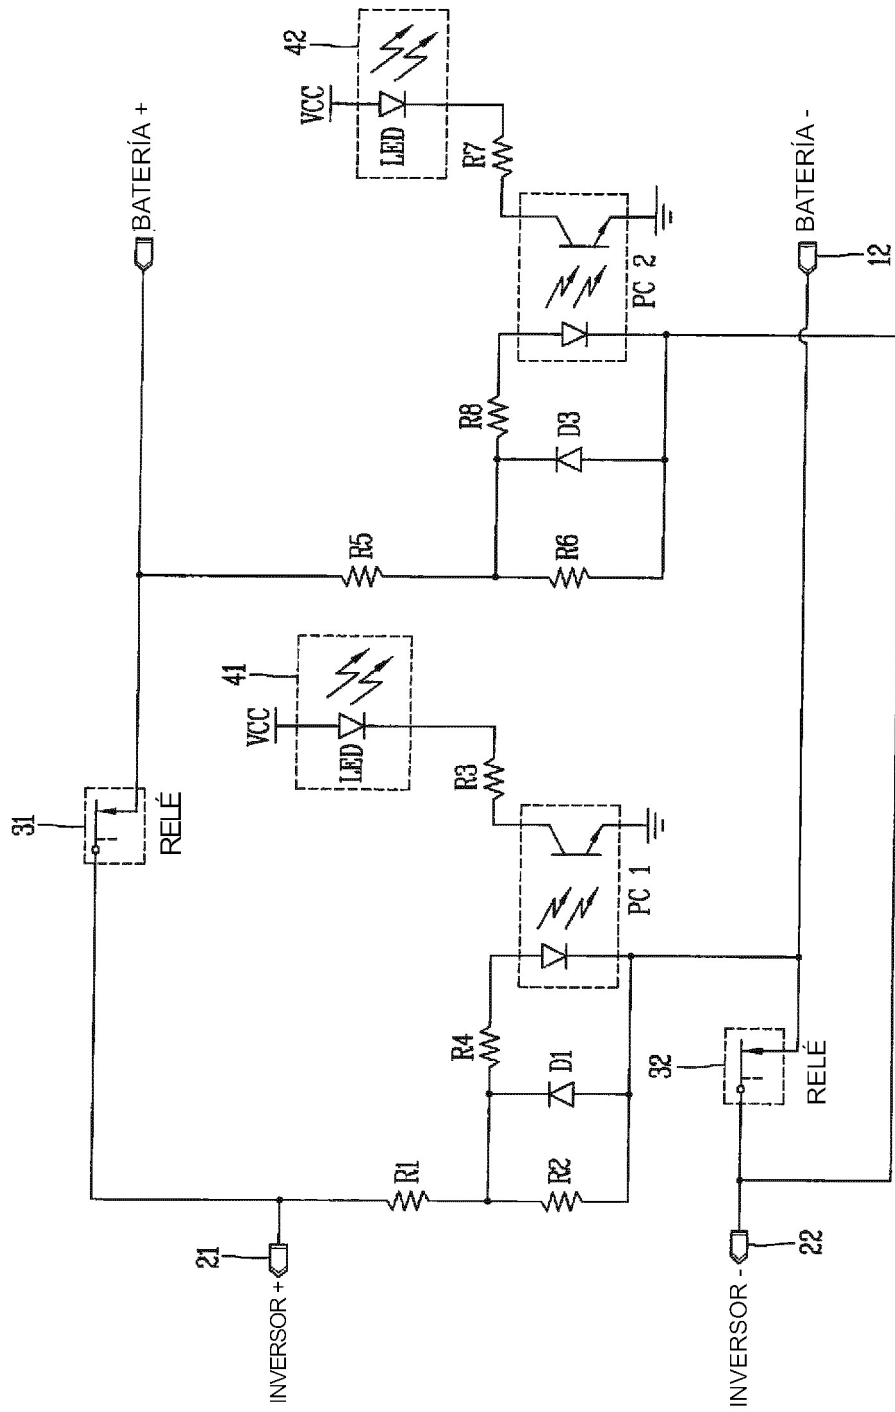 31
BATERÍA +
RELÉ
21
41
VCC
INVERSOR +
42
VCC
LED
R5
LED
R1
R4
R3
R8
R7
R2
D1
R6
D3
PC 1
PC 2
32
INVERSOR -
BATERÍA -
22
RELÉ
12